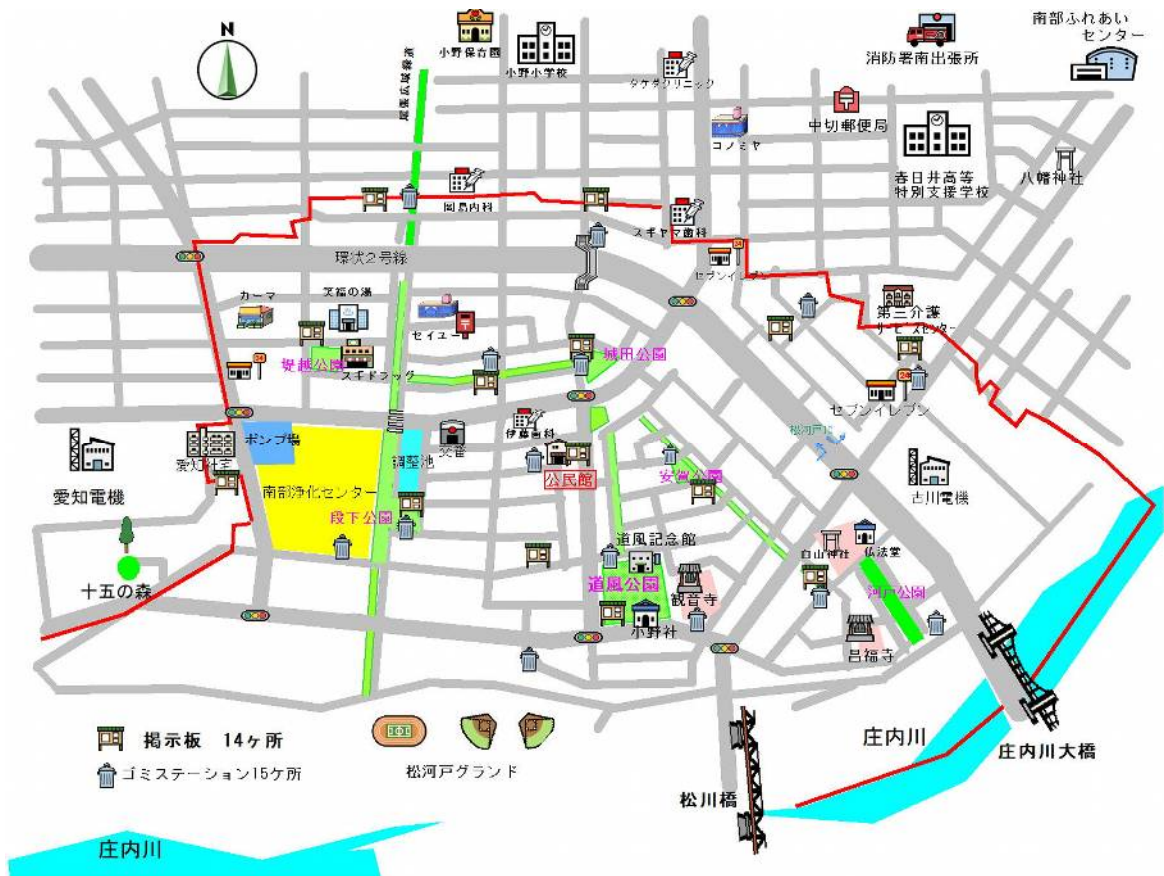 N
小野保育園
小野小学校
消防署南出張所
南部ふれあい
センター
尾張広域緑道
タケダクリニック
中切郵便局
コノミヤ
春日井高等
特別支援学校
八幡神社
岡島内科
スギヤマ歯科
環状2号線
セブンイレブン
カーマ
笑福の湯
セイユー
第三介護
サービスセンター
堤越公園
スギドラッグ
城田公園
セブンイレブン
ポンプ場
愛知社宅
調整池
交番
伊藤歯科
公民館
安賀公園
愛知電機
南部浄化センター
段下公園
古川電機
道風記念館
白山神社
仏法堂
十五の森
道風公園
観音寺
河戸公園
小野社
昌福寺
掲示板 14ヶ所
ゴミステーション15ケ所
松河戸グランド
庄内川
庄内川大橋
松川橋
庄内川